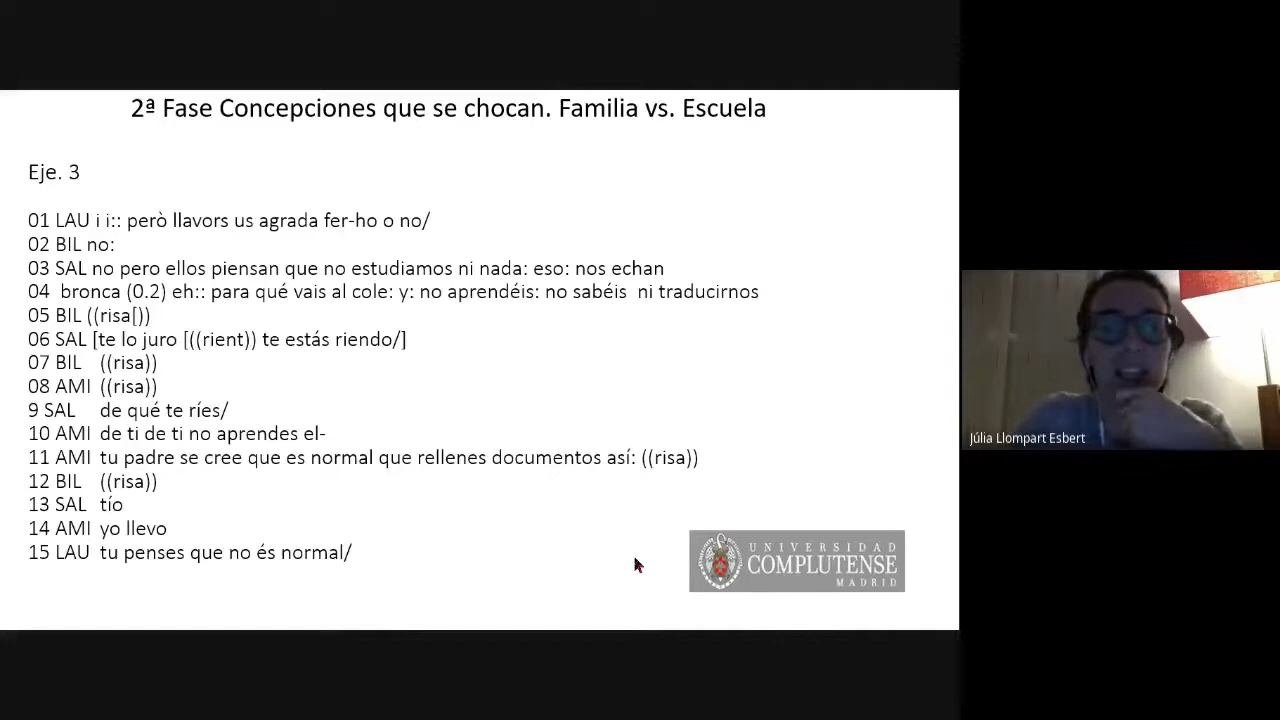 2ª Fase Concepciones que se chocan. Familia vs. Escuela
Eje. 3
01 LAU i i:: però llavors us agrada fer-ho o no/
02 BIL no:
03 SAL no pero ellos piensan que no estudiamos ni nada: eso: nos echan
04 bronca (0.2) eh:: para qué vais al cole: y: no aprendéis: no sabéis ni traducirnos
05 BIL ((risa[))
06 SAL [te lo juro [((rient)) te estás riendo/]
07 BIL ((risa))
08 AMI ((risa))
9 SAL de qué te ríes/
10 AMI de ti de ti no aprendes el-
11 AMI tu padre se cree que es normal que rellenes documentos así: ((risa))
12 BIL ((risa))
13 SAL tío
14 AMI yo llevo
15 LAU tu penses que no és normal/
UNIVERSIDAD
COMPLUTENSE
MADRID
Júlia Llompart Esbert